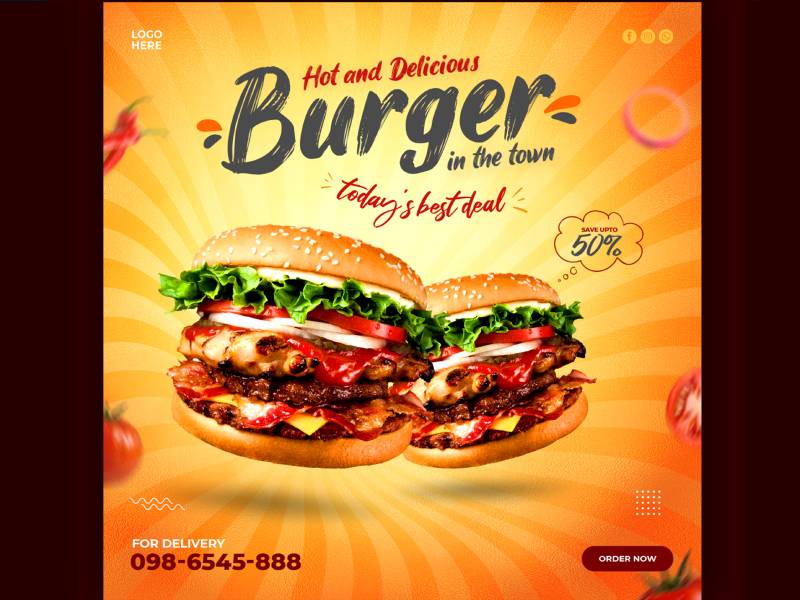 LOGO
HERE
Hot and Delicious
Burger
in the town
today's best deal
SAVE UPTO
50%
FOR DELIVERY
098-6545-888
ORDER NOW